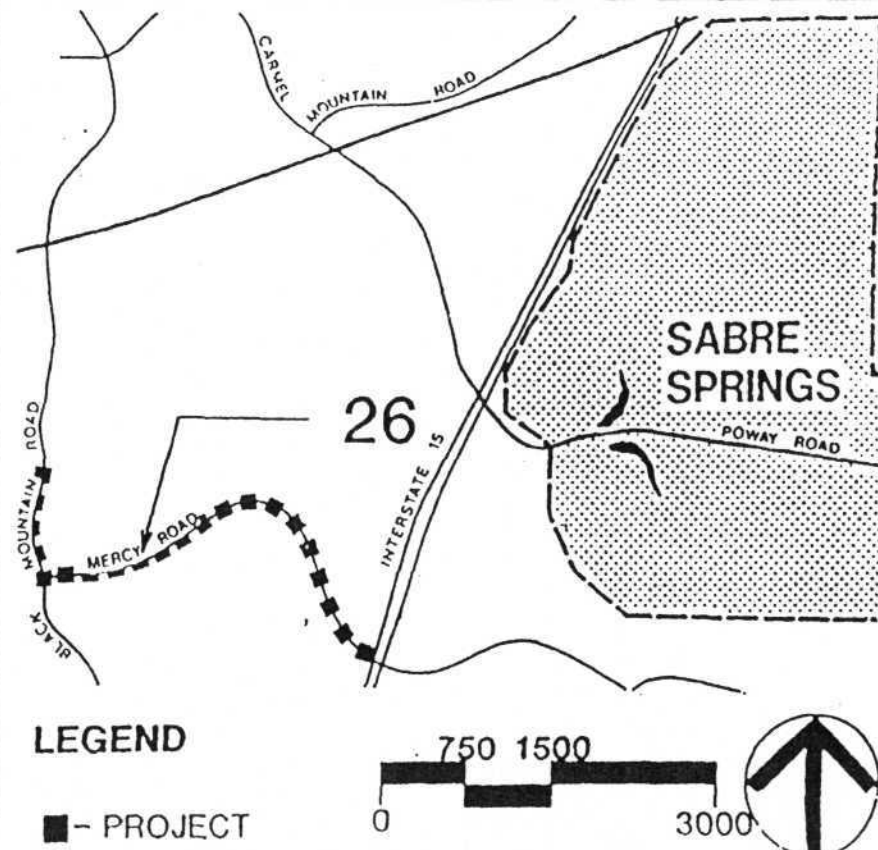 CARMEL
MOUNTAIN ROAD
SABRE
SPRINGS
26
POWAY ROAD
INTERSTATE 15
MERCY ROAD
BLACK MOUNTAIN ROAD
LEGEND
750 1500
■ - PROJECT
0 3000